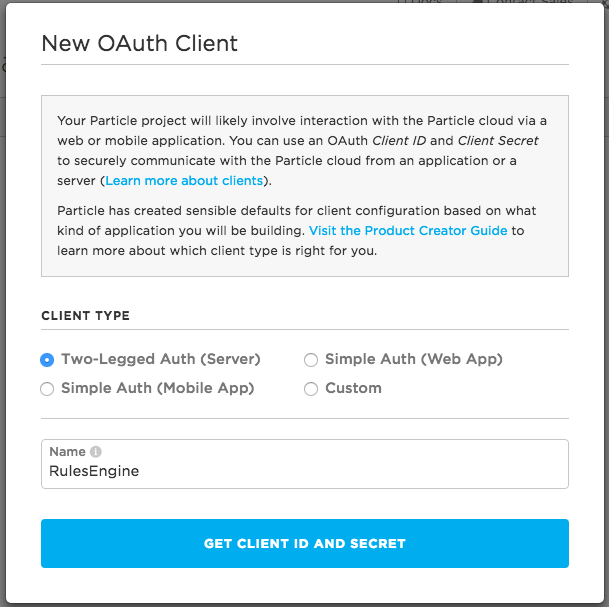 Docs Contact Sales
New OAuth Client
Your Particle project will likely involve interaction with the Particle cloud via a
web or mobile application. You can use an OAuth Client ID and Client Secret
to securely communicate with the Particle cloud from an application or a
server (Learn more about clients).
Particle has created sensible defaults for client configuration based on what
kind of application you will be building. Visit the Product Creator Guide to
learn more about which client type is right for you.
CLIENT TYPE
Two-Legged Auth (Server) Simple Auth (Web App)
Simple Auth (Mobile App) Custom
Name
RulesEngine
GET CLIENT ID AND SECRET